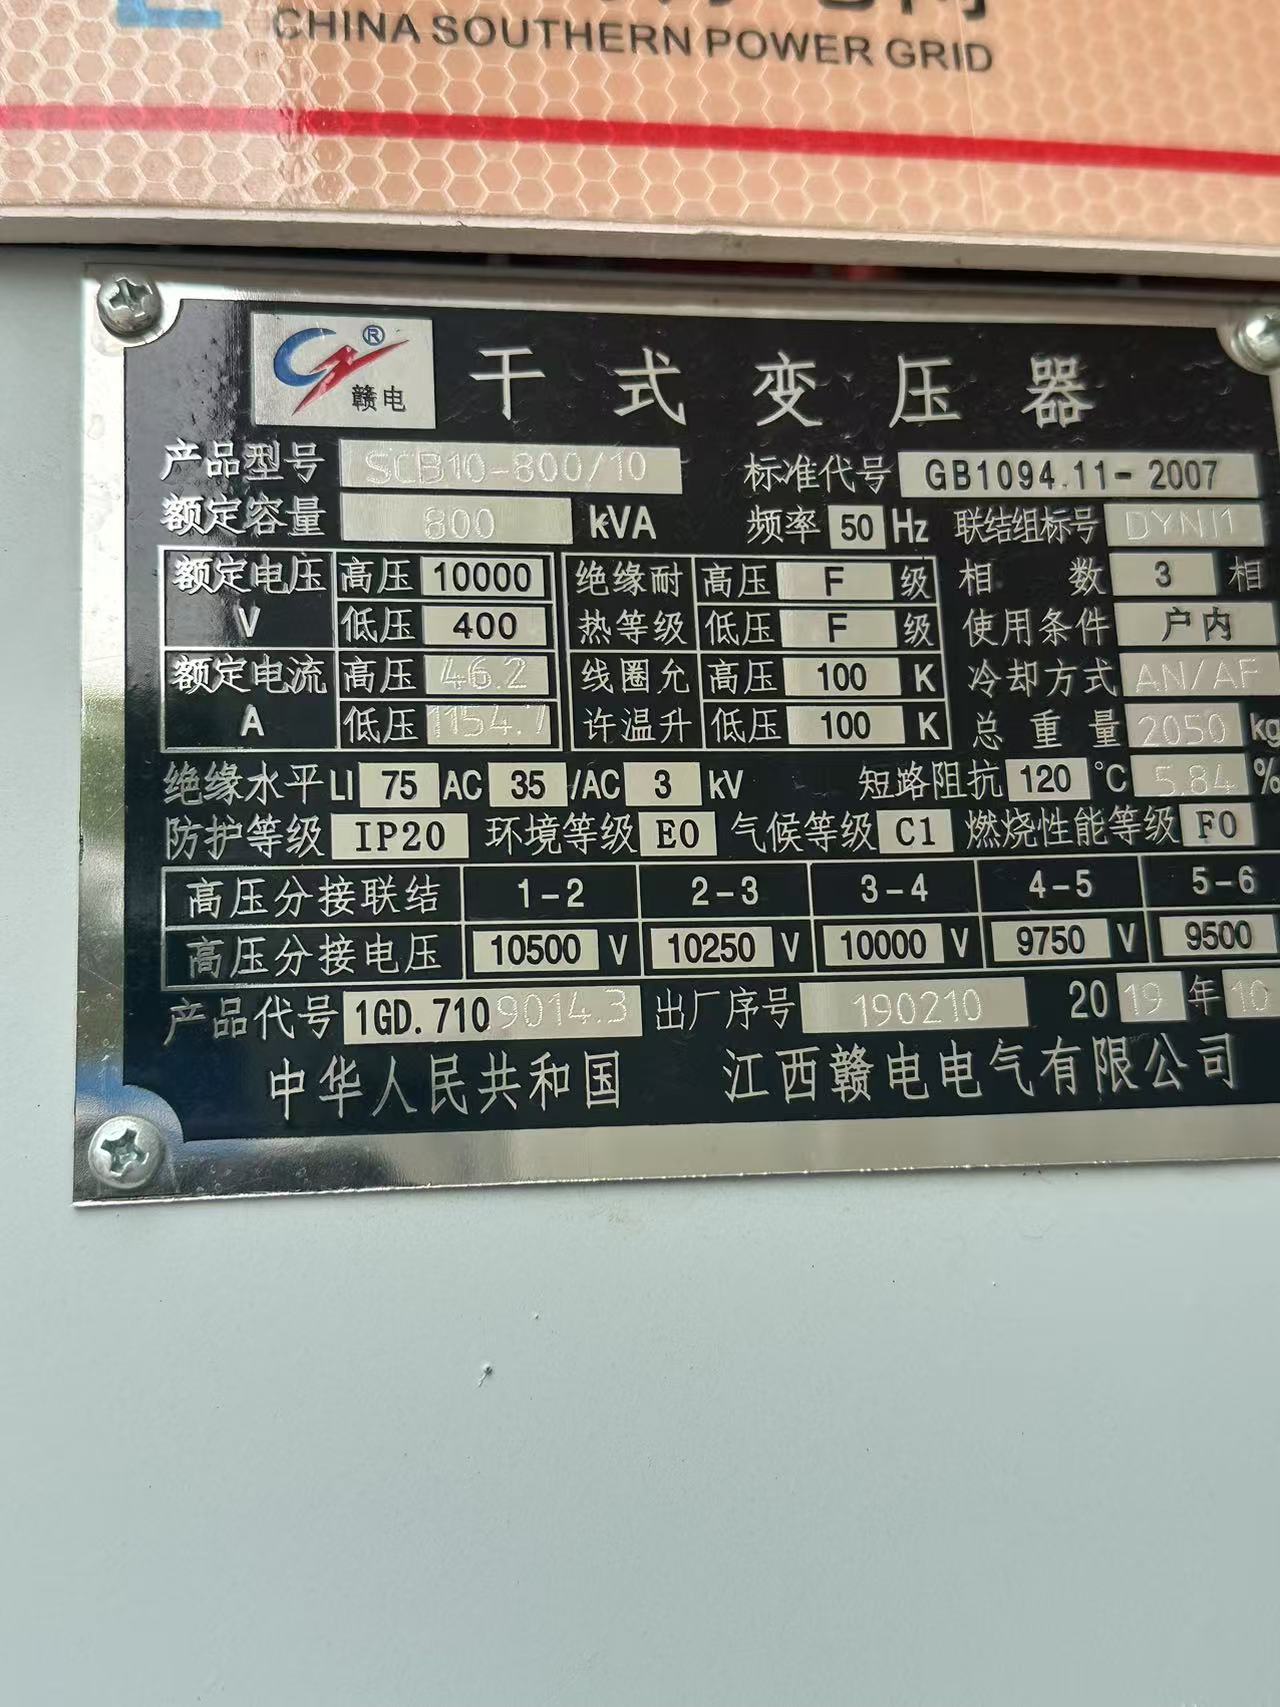 CHINA SOUTHERN POWER GRID
® 赣电 干式变压器
产品型号 SCB10-800/10 标准代号 GB1094.11-2007
额定容量 800 kVA 频率 50 Hz 联结组标号 DYN11
额定电压 高压 10000 绝缘耐 高压 F 级 相数 3 相
V 低压 400 热等级 低压 F 级 使用条件 户内
额定电流 高压 46.2 线圈允 高压 100 K 冷却方式 AN/AF
A 低压 1154.7 许温升 低压 100 K 总重量 2050 kg
绝缘水平 LI 75 AC 35 /AC 3 kV 短路阻抗 120 °C 5.84 %
防护等级 IP20 环境等级 E0 气候等级 C1 燃烧性能等级 F0
高压分接联结 1-2 2-3 3-4 4-5 5-6
高压分接电压 10500 V 10250 V 10000 V 9750 V 9500
产品代号 1GD.7109014.3 出厂序号 190210 2019年10
中华人民共和国 江西赣电电气有限公司